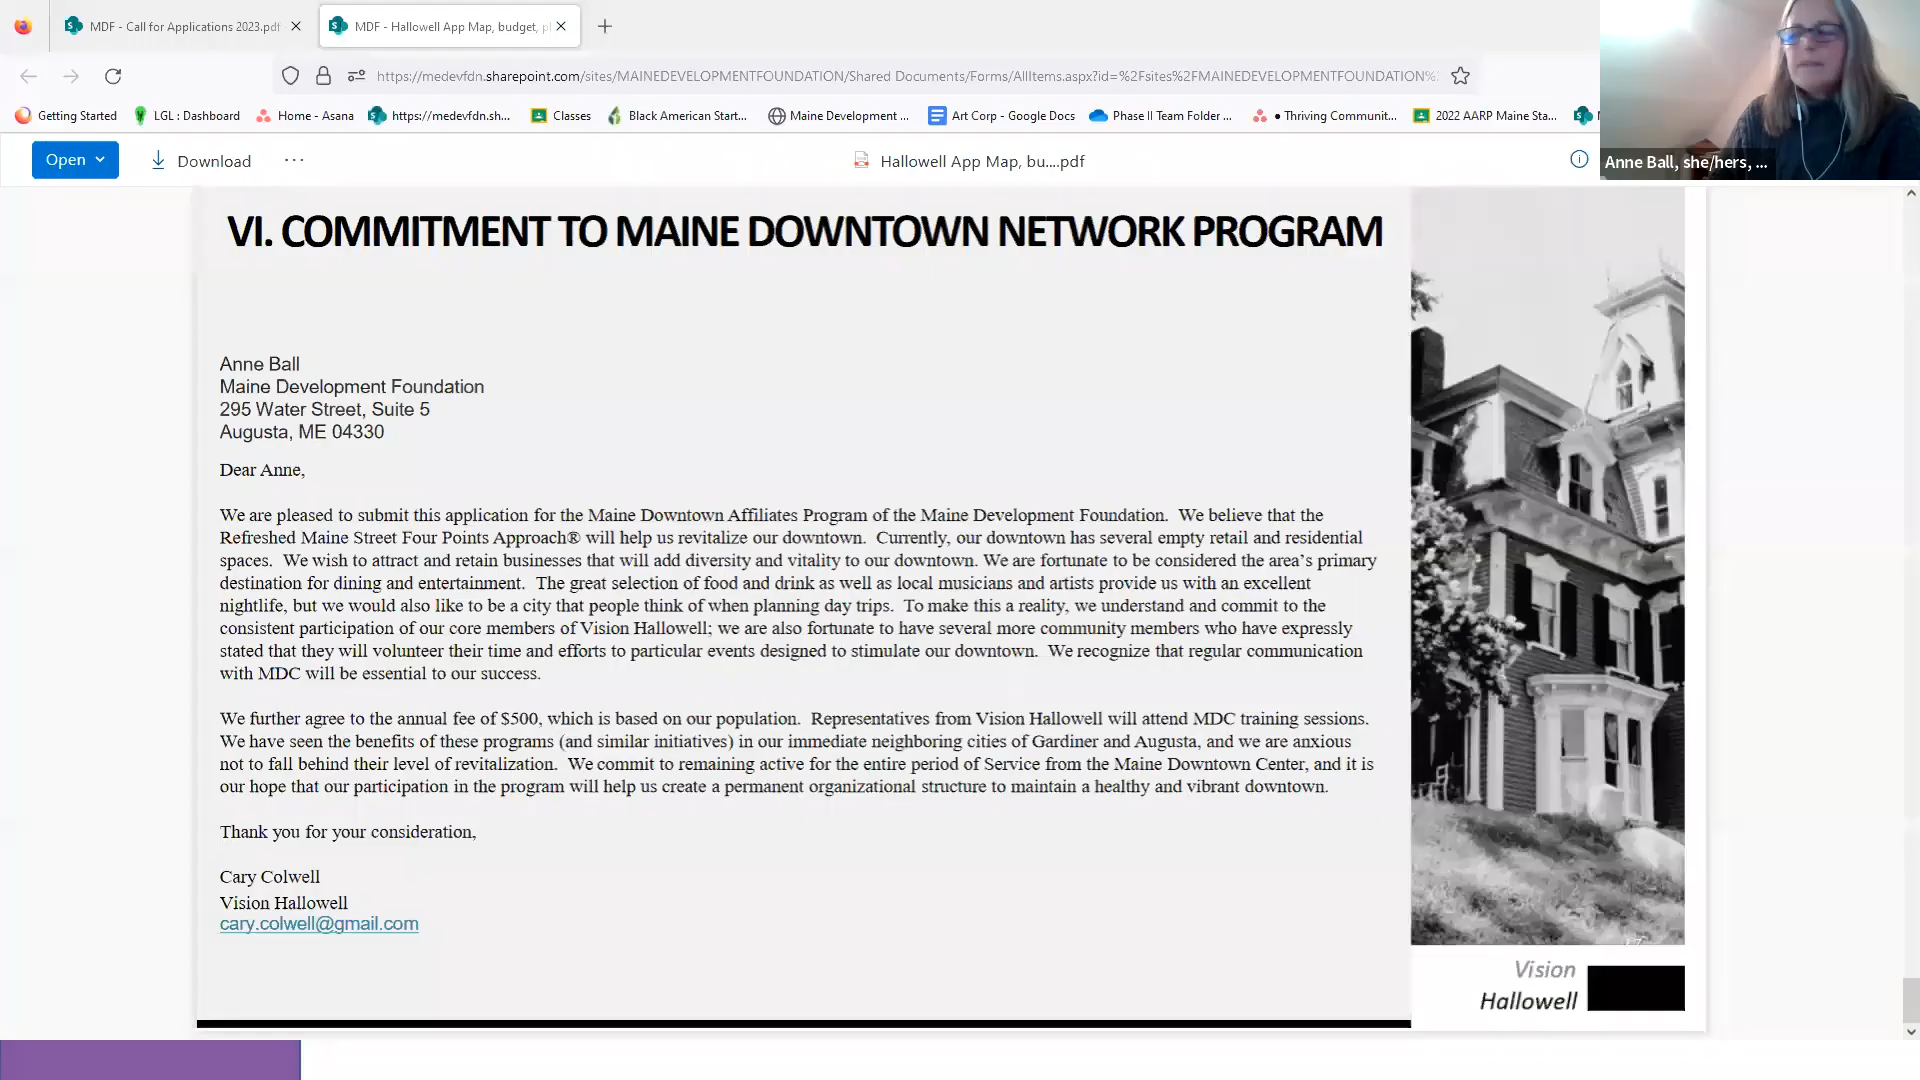 MDF - Call for Applications 2023.pdf
MDF - Hallowell App Map, budget, p
https://medevfdn.sharepoint.com/sites/MAINEDEVELOPMENTFOUNDATION/Shared Documents/Forms/AllItems.aspx?id=%2Fsites%2FMAINEDEVELOPMENTFOUNDATION%
Getting Started LGL : Dashboard Home - Asana https://medevfdn.sh... Classes Black American Start... Maine Development ... Art Corp - Google Docs Phase II Team Folder ... • Thriving Communit... 2022 AARP Maine Sta...
Anne Ball, she/hers, ...
Open Download ··· Hallowell App Map, bu....pdf
VI. COMMITMENT TO MAINE DOWNTOWN NETWORK PROGRAM
Anne Ball
Maine Development Foundation
295 Water Street, Suite 5
Augusta, ME 04330
Dear Anne,
We are pleased to submit this application for the Maine Downtown Affiliates Program of the Maine Development Foundation. We believe that the
Refreshed Maine Street Four Points Approach® will help us revitalize our downtown. Currently, our downtown has several empty retail and residential
spaces. We wish to attract and retain businesses that will add diversity and vitality to our downtown. We are fortunate to be considered the area's primary
destination for dining and entertainment. The great selection of food and drink as well as local musicians and artists provide us with an excellent
nightlife, but we would also like to be a city that people think of when planning day trips. To make this a reality, we understand and commit to the
consistent participation of our core members of Vision Hallowell; we are also fortunate to have several more community members who have expressly
stated that they will volunteer their time and efforts to particular events designed to stimulate our downtown. We recognize that regular communication
with MDC will be essential to our success.
We further agree to the annual fee of $500, which is based on our population. Representatives from Vision Hallowell will attend MDC training sessions.
We have seen the benefits of these programs (and similar initiatives) in our immediate neighboring cities of Gardiner and Augusta, and we are anxious
not to fall behind their level of revitalization. We commit to remaining active for the entire period of Service from the Maine Downtown Center, and it is
our hope that our participation in the program will help us create a permanent organizational structure to maintain a healthy and vibrant downtown.
Thank you for your consideration,
Cary Colwell
Vision Hallowell
cary.colwell@gmail.com
Vision
Hallowell